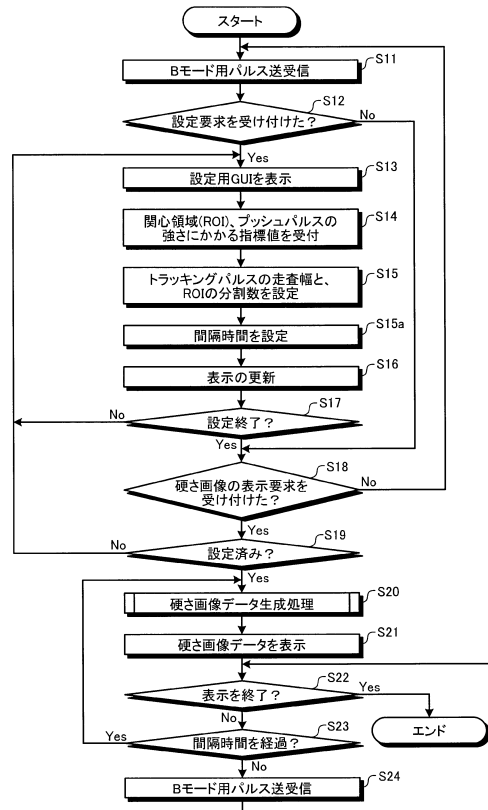 スタート
S11
Bモード用パルス送受信
S12
設定要求を受け付けた?
No
Yes
S13
設定用GUIを表示
S14
関心領域(ROI)、プッシュパルスの
強さにかかる指標値を受付
S15
トラッキングパルスの走査幅と、
ROIの分割数を設定
S15a
間隔時間を設定
S16
表示の更新
S17
No
設定終了?
Yes
S18
硬さ画像の表示要求を
受け付けた?
No
Yes
S19
No
設定済み?
Yes
S20
硬さ画像データ生成処理
S21
硬さ画像データを表示
S22
表示を終了?
Yes
No
エンド
S23
Yes
間隔時間を経過?
No
S24
Bモード用パルス送受信